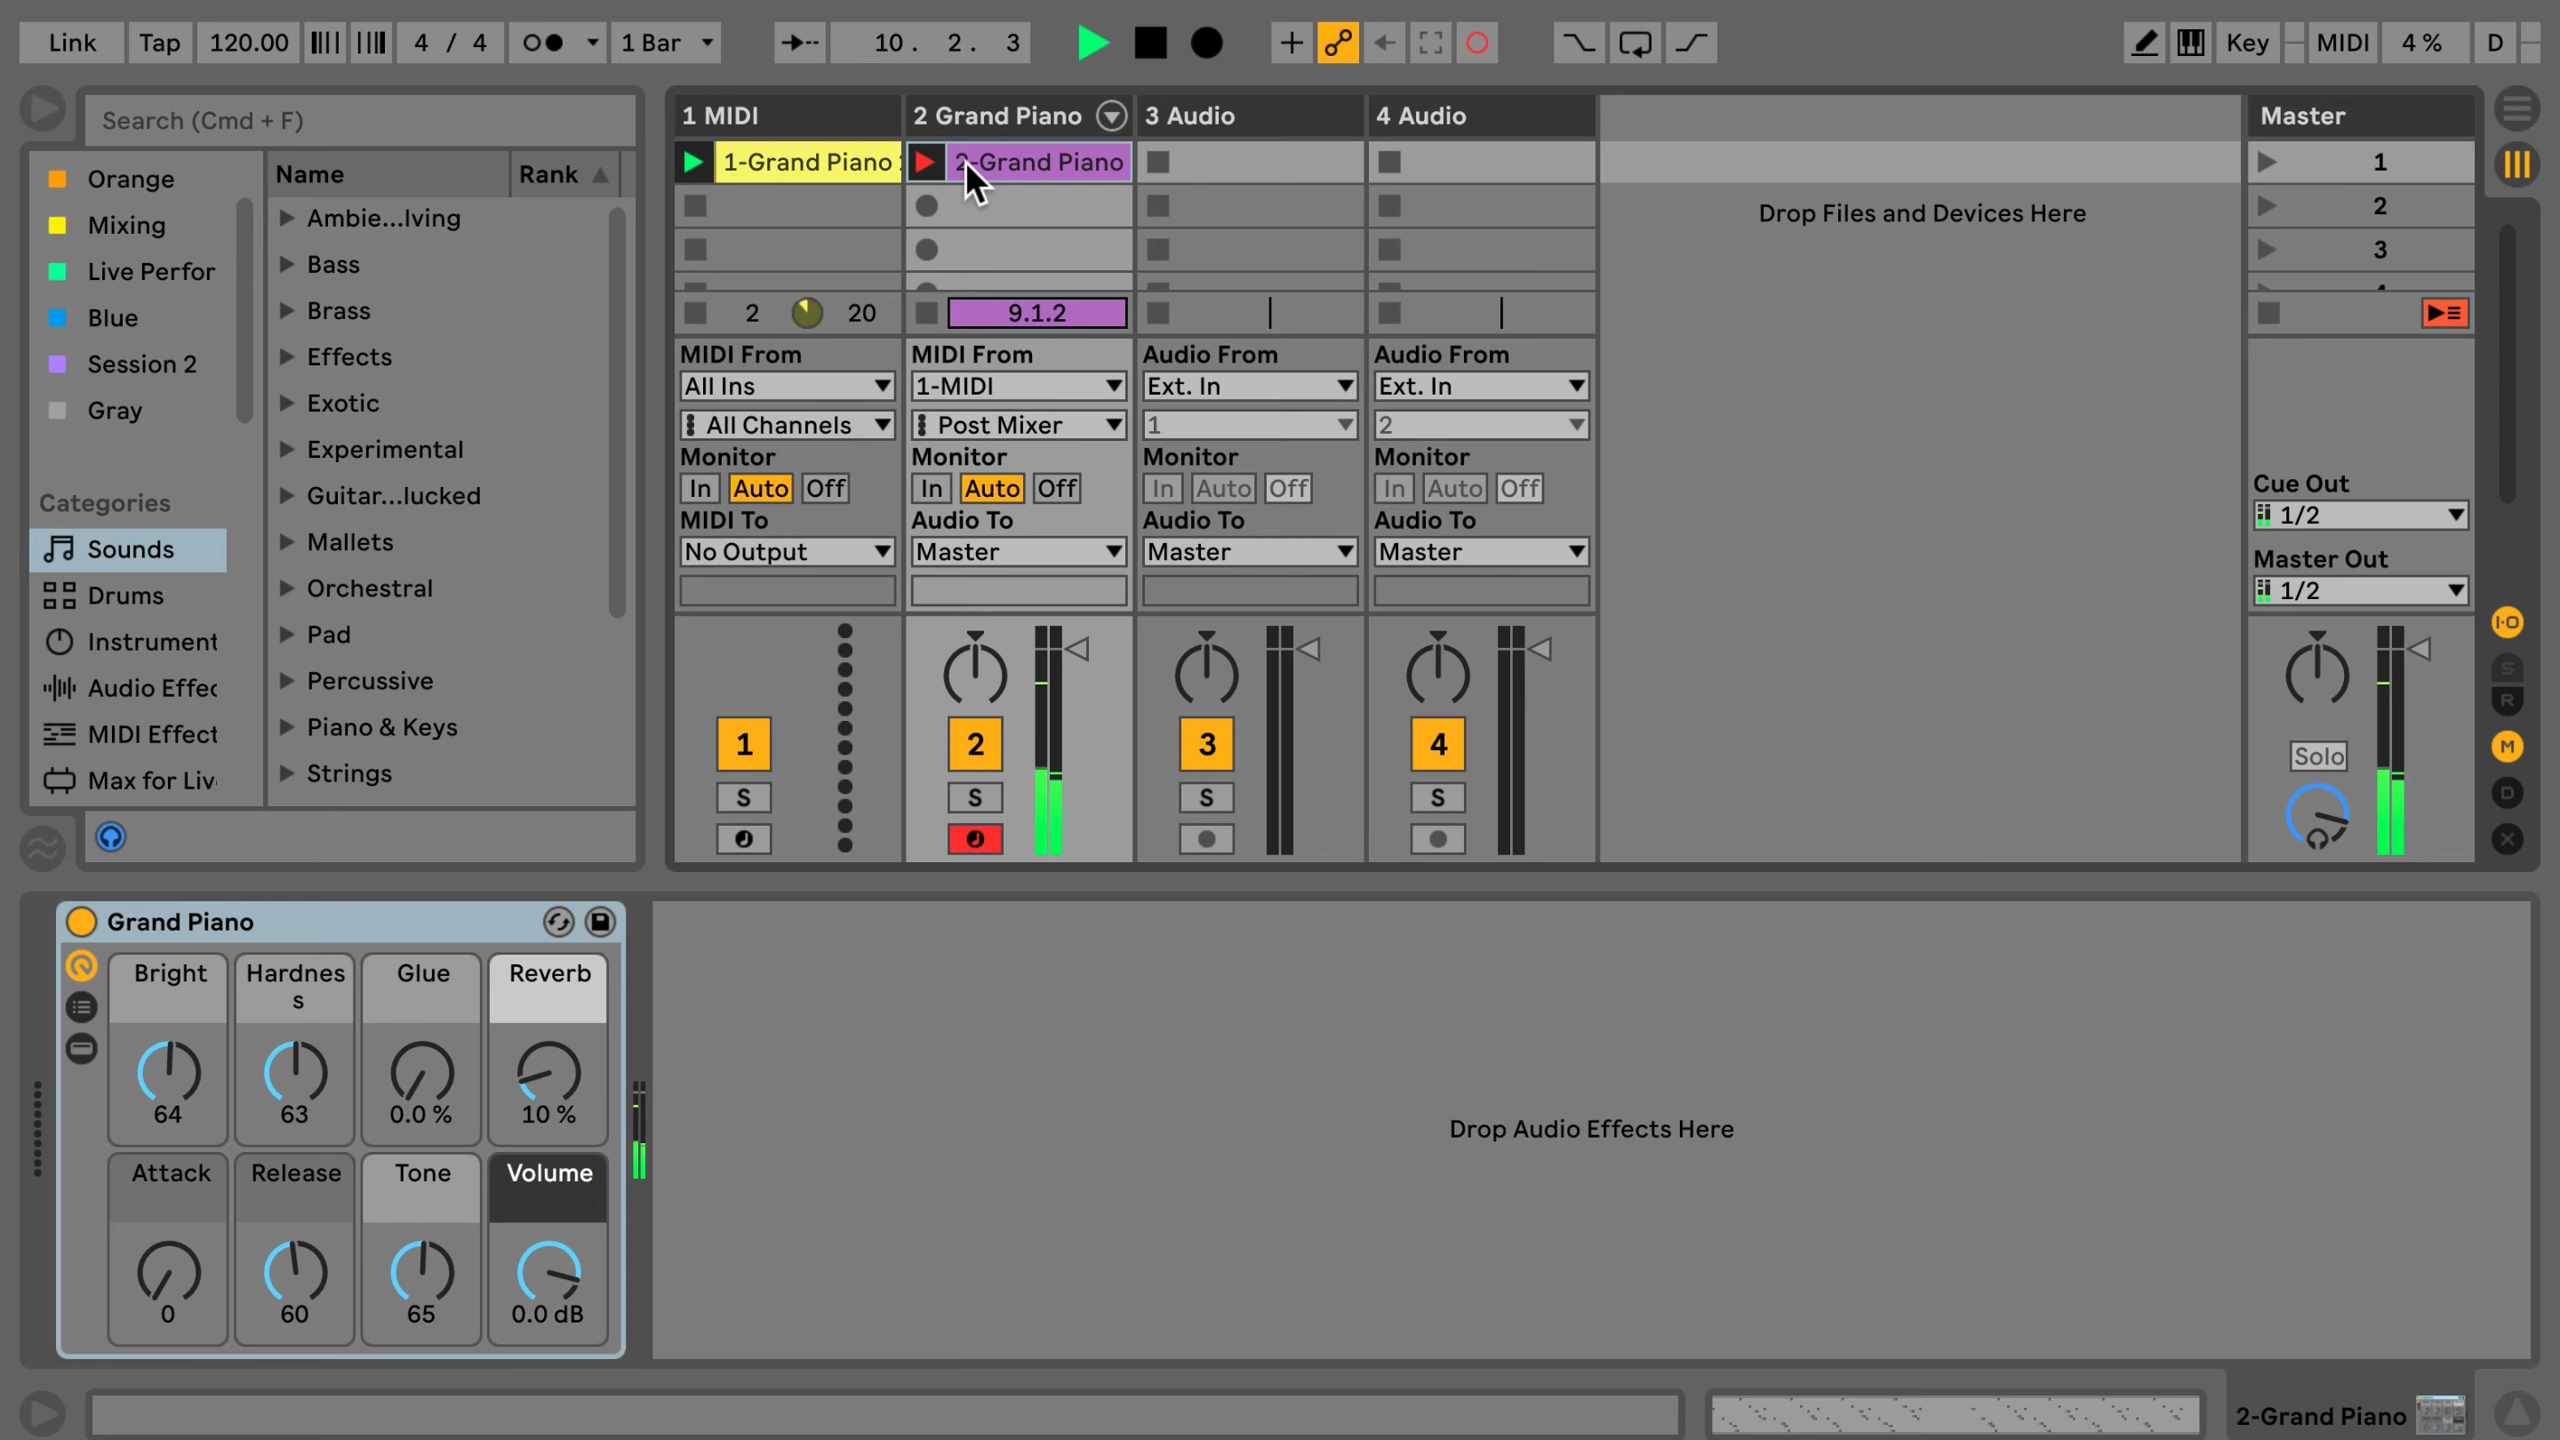 Link Tap 120.00 4 / 4 1 Bar 10. 2. 3 Key MIDI 4 % D
Search (Cmd + F)
Orange
Mixing
Live Perfor
Blue
Session 2
Gray
Categories
Sounds
Drums
Instrument
Audio Effec
MIDI Effect
Max for Liv
Name Rank
Ambie...lving
Bass
Brass
Effects
Exotic
Experimental
Guitar...lucked
Mallets
Orchestral
Pad
Percussive
Piano & Keys
Strings
1 MIDI 2 Grand Piano 3 Audio 4 Audio Master
1-Grand Piano 2-Grand Piano 1
Drop Files and Devices Here 2
3
2 20 9.1.2
MIDI From MIDI From Audio From Audio From
All Ins 1-MIDI Ext. In Ext. In
All Channels Post Mixer 1 2
Monitor Monitor Monitor Monitor
In Auto Off In Auto Off In Auto Off In Auto Off
MIDI To Audio To Audio To Audio To
No Output Master Master Master
Cue Out
1/2
Master Out
1/2
1 2 3 4
S S S S
Solo
I-O
S
R
M
D
X
Grand Piano
Bright Hardnes
s Glue Reverb
64 63 0.0 % 10 %
Attack Release Tone Volume
0 60 65 0.0 dB
Drop Audio Effects Here
2-Grand Piano